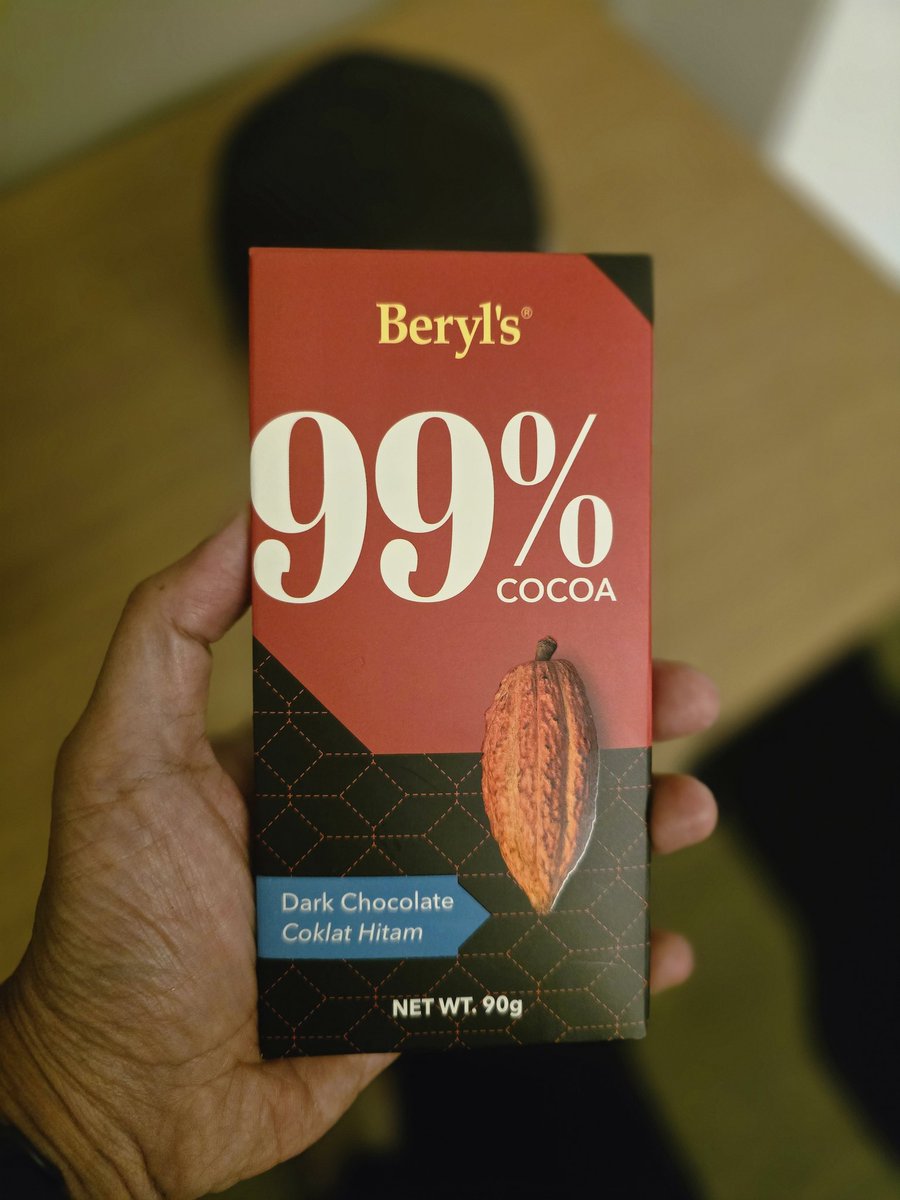 Beryl's®
99%
COCOA
Dark Chocolate
Coklat Hitam
NET WT. 90g